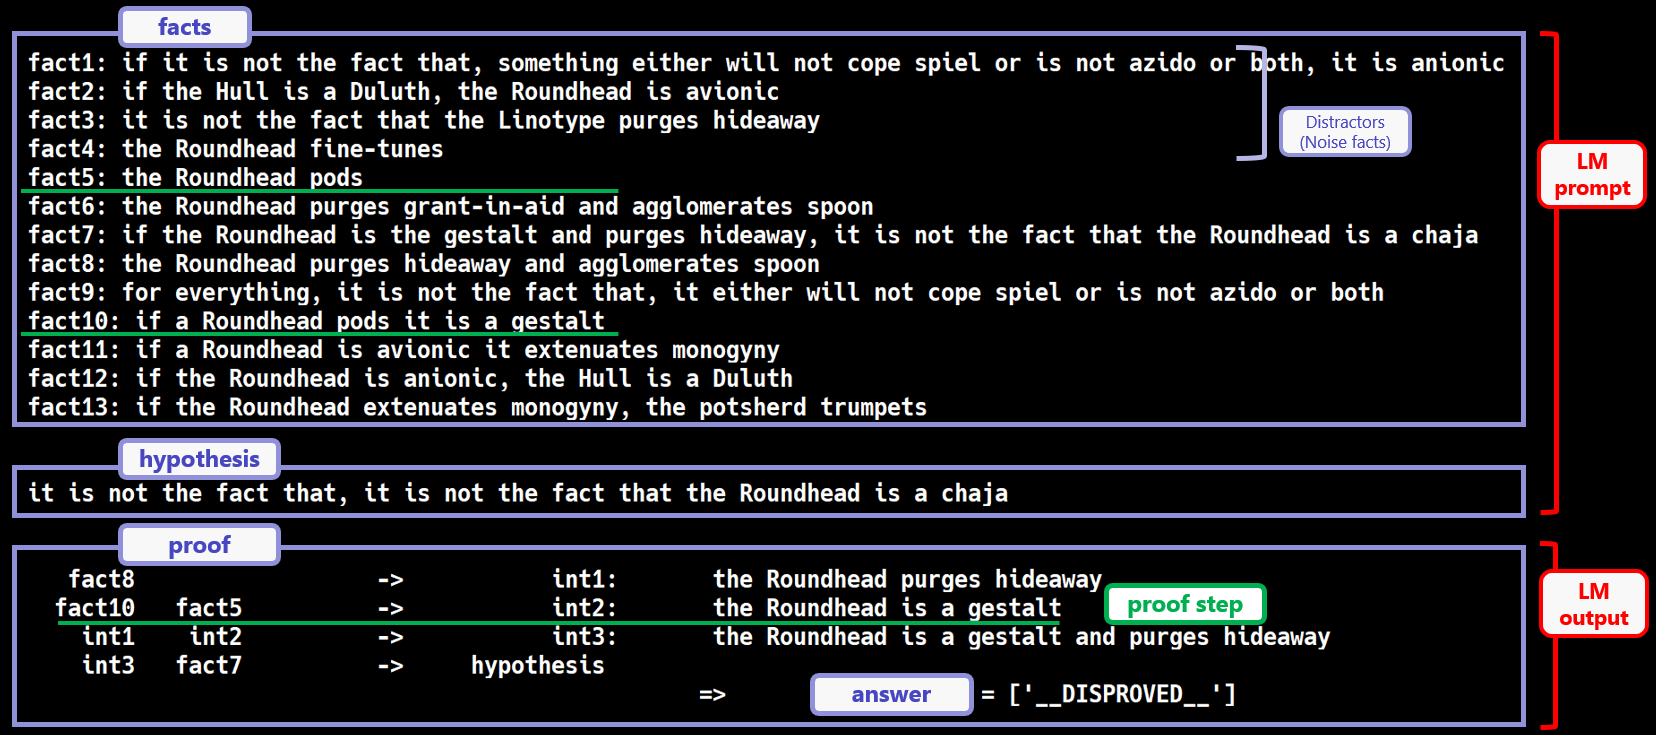 facts
fact1: if it is not the fact that, something either will not cope spiel or is not azido or both, it is anionic
fact2: if the Hull is a Duluth, the Roundhead is avionic
fact3: it is not the fact that the Linotype purges hideaway
fact4: the Roundhead fine-tunes
fact5: the Roundhead pods
fact6: the Roundhead purges grant-in-aid and agglomerates spoon
fact7: if the Roundhead is the gestalt and purges hideaway, it is not the fact that the Roundhead is a chaja
fact8: the Roundhead purges hideaway and agglomerates spoon
fact9: for everything, it is not the fact that, it either will not cope spiel or is not azido or both
fact10: if a Roundhead pods it is a gestalt
fact11: if a Roundhead is avionic it extenuates monogyny
fact12: if the Roundhead is anionic, the Hull is a Duluth
fact13: if the Roundhead extenuates monogyny, the potsherd trumpets
Distractors
(Noise facts)
LM
prompt
hypothesis
it is not the fact that, it is not the fact that the Roundhead is a chaja
proof
fact8 -> int1: the Roundhead purges hideaway
fact10 fact5 -> int2: the Roundhead is a gestalt
proof step
int1 int2 -> int3: the Roundhead is a gestalt and purges hideaway
int3 fact7 -> hypothesis
=> answer = ['__DISPROVED__']
LM
output